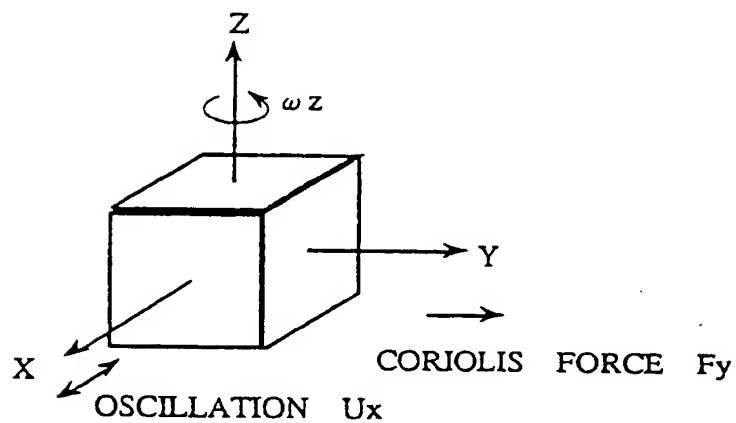 Z
ω z
Y
X
CORIOLIS FORCE Fy
OSCILLATION Ux